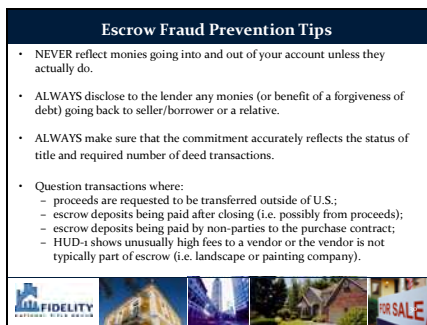 Escrow Fraud Prevention Tips
• NEVER reflect monies going into and out of your account unless they
actually do.
• ALWAYS disclose to the lender any monies (or benefit of a forgiveness of
debt) going back to seller/borrower or a relative.
• ALWAYS make sure that the commitment accurately reflects the status of
title and required number of deed transactions.
• Question transactions where:
– proceeds are requested to be transferred outside of U.S.;
– escrow deposits being paid after closing (i.e. possibly from proceeds);
– escrow deposits being paid by non-parties to the purchase contract;
– HUD-1 shows unusually high fees to a vendor or the vendor is not
typically part of escrow (i.e. landscape or painting company).
FIDELITY
NATIONAL TITLE GROUP
FOR SALE